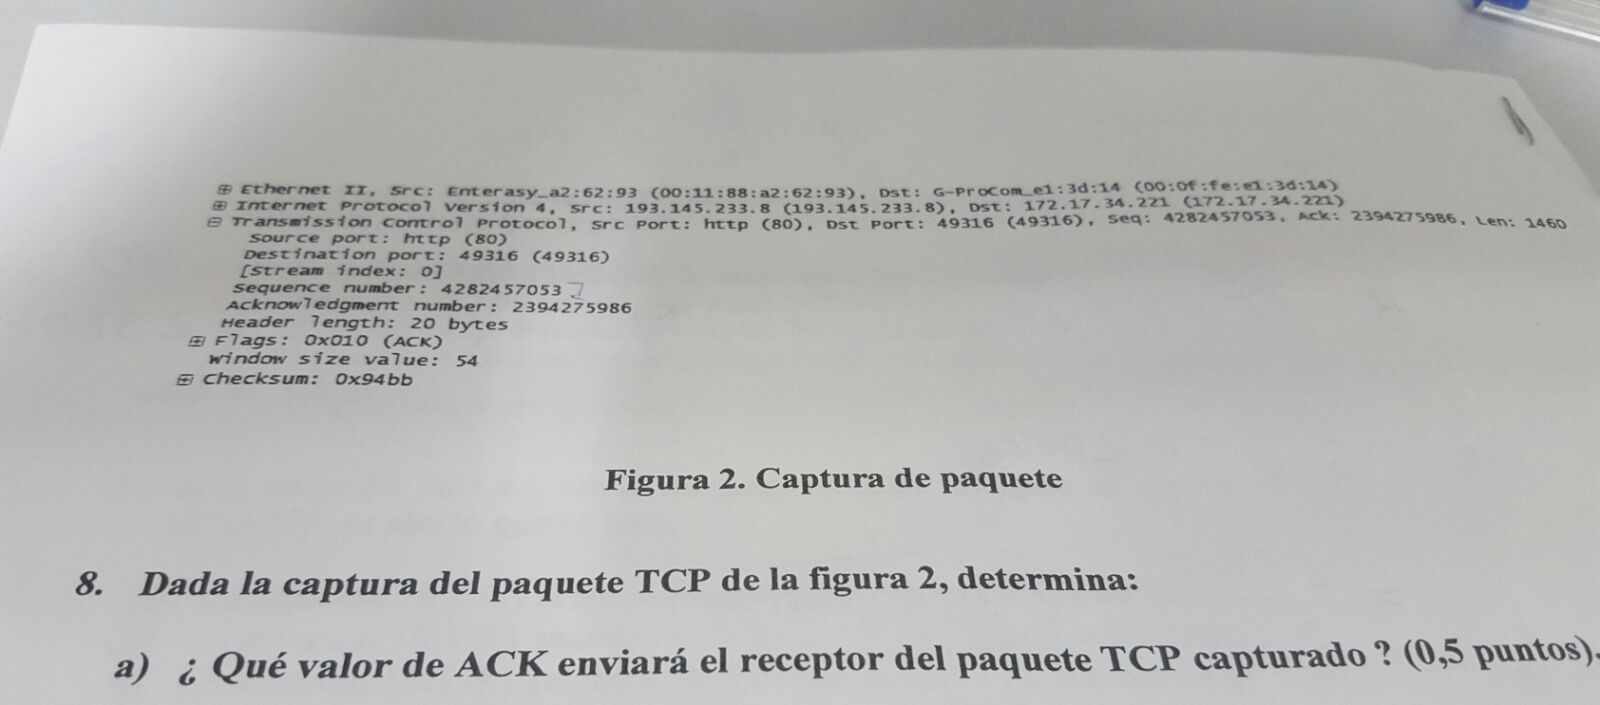 Ethernet II, Src: Enterasy_a2:62:93 (00:11:88:a2:62:93), Dst: G-ProCom_e1:3d:14 (00:0f:fe:e1:3d:14)
Internet Protocol Version 4, Src: 193.145.233.8 (193.145.233.8), Dst: 172.17.34.221 (172.17.34.221)
Transmission Control Protocol, Src Port: http (80), Dst Port: 49316 (49316), Seq: 4282457053, Ack: 2394275986, Len: 1460
Source port: http (80)
Destination port: 49316 (49316)
[Stream index: 0]
Sequence number: 4282457053
Acknowledgment number: 2394275986
Header length: 20 bytes
Flags: 0x010 (ACK)
Window size value: 54
Checksum: 0x94bb
Figura 2. Captura de paquete
8. Dada la captura del paquete TCP de la figura 2, determina:
a) ¿ Qué valor de ACK enviará el receptor del paquete TCP capturado ? (0,5 puntos).